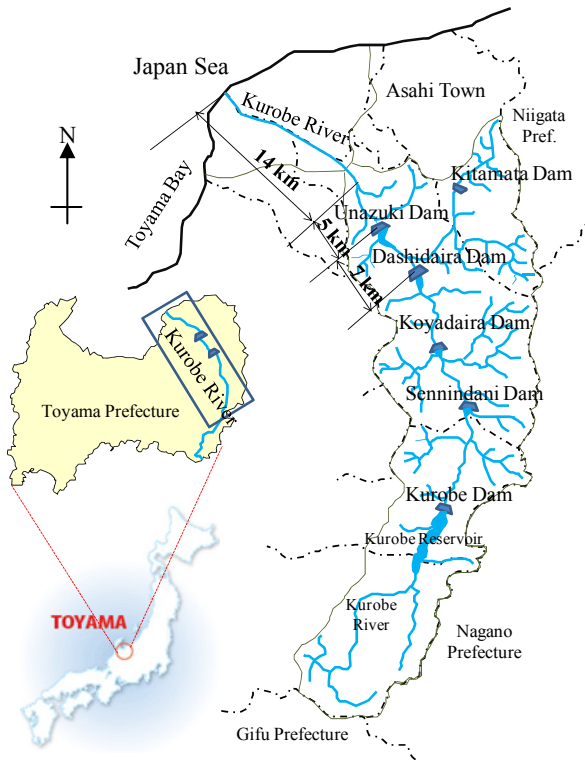 Japan Sea
Asahi Town
Kurobe River
Niigata
Pref.
N
14 km
Kitamata Dam
Toyama Bay
Unazuki Dam
5 km
Dashidaira Dam
7 km
Koyadaira Dam
Kurobe River
Toyama Prefecture
Sennindani Dam
Kurobe Dam
Kurobe Reservoir
TOYAMA
Kurobe
River
Nagano
Prefecture
Gifu Prefecture